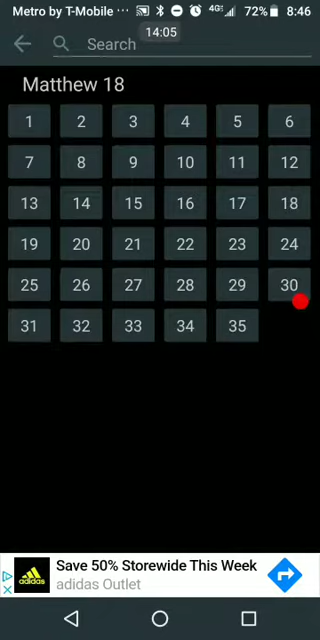 Metro by T-Mobile ··· 4G 72% 8:46
14:05
Search
Matthew 18
1 2 3 4 5 6
7 8 9 10 11 12
13 14 15 16 17 18
19 20 21 22 23 24
25 26 27 28 29 30
31 32 33 34 35
Save 50% Storewide This Week
adidas
adidas Outlet